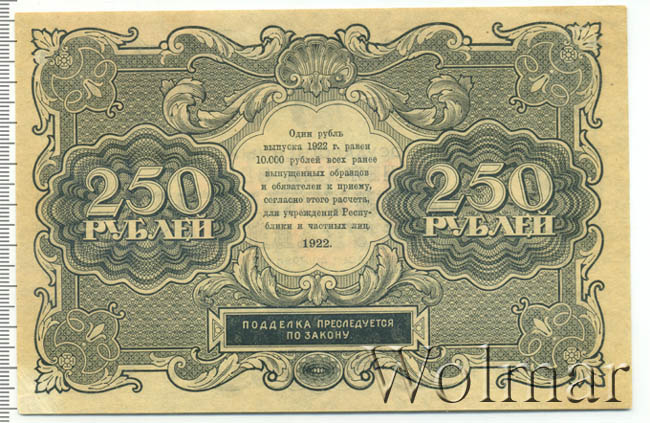 Один рубль
выпуска 1922 г. равен
10.000 рублей всех ранее
выпущенных образцов
и обязателен к приему,
согласно этого расчета,
для учреждений Респу-
блики и частных лиц.
1922.
250
РУБЛЕЙ
250
РУБЛЕЙ
ПОДДЕЛКА ПРЕСЛЕДУЕТСЯ
ПО ЗАКОНУ
Wolmar